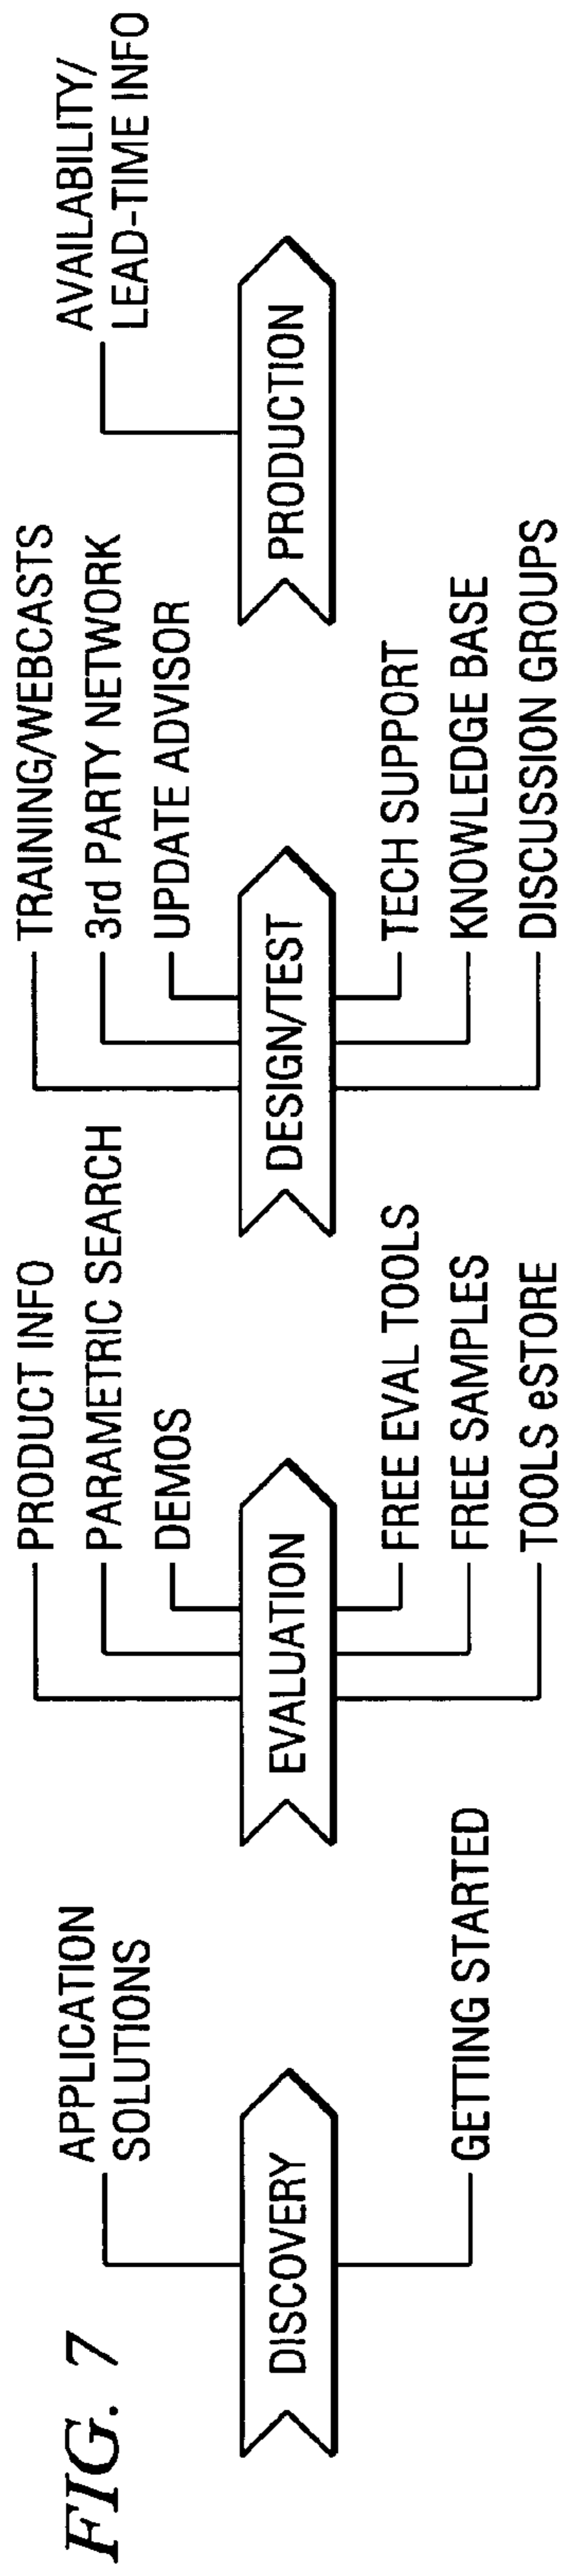 FIG. 7
APPLICATION
SOLUTIONS
DISCOVERY
GETTING STARTED
PRODUCT INFO
PARAMETRIC SEARCH
DEMOS
EVALUATION
FREE EVAL TOOLS
FREE SAMPLES
TOOLS eSTORE
TRAINING/WEBCASTS
3rd PARTY NETWORK
UPDATE ADVISOR
DESIGN/TEST
TECH SUPPORT
KNOWLEDGE BASE
DISCUSSION GROUPS
AVAILABILITY/
LEAD-TIME INFO
PRODUCTION